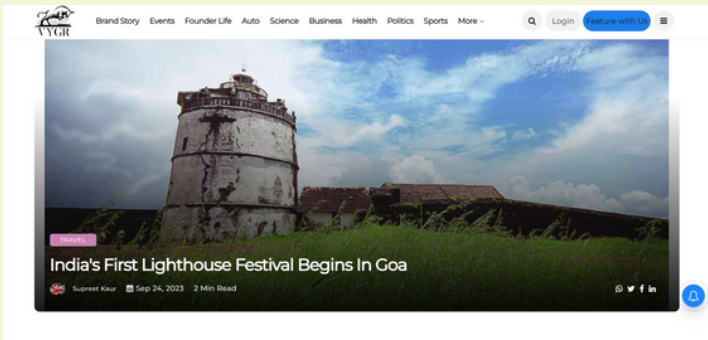 VYGR
Brand Story Events Founder Life Auto Science Business Health Politics Sports More
Login
Feature with Us
TRAVEL
India's First Lighthouse Festival Begins In Goa
Supreet Kaur Sep 24, 2023 2 Min Read